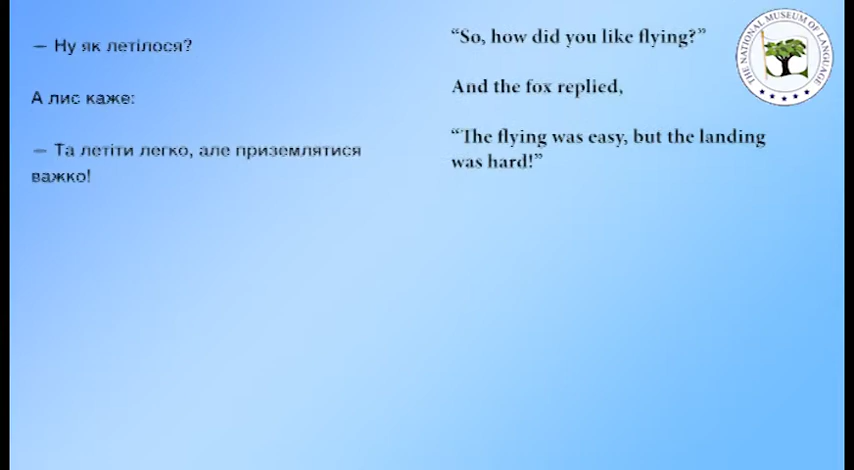 — Ну як летілося?
А лис каже:
— Та летіти легко, але приземлятися
важко!
“So, how did you like flying?”
And the fox replied,
“The flying was easy, but the landing
was hard!”
THE NATIONAL MUSEUM OF LANGUAGE